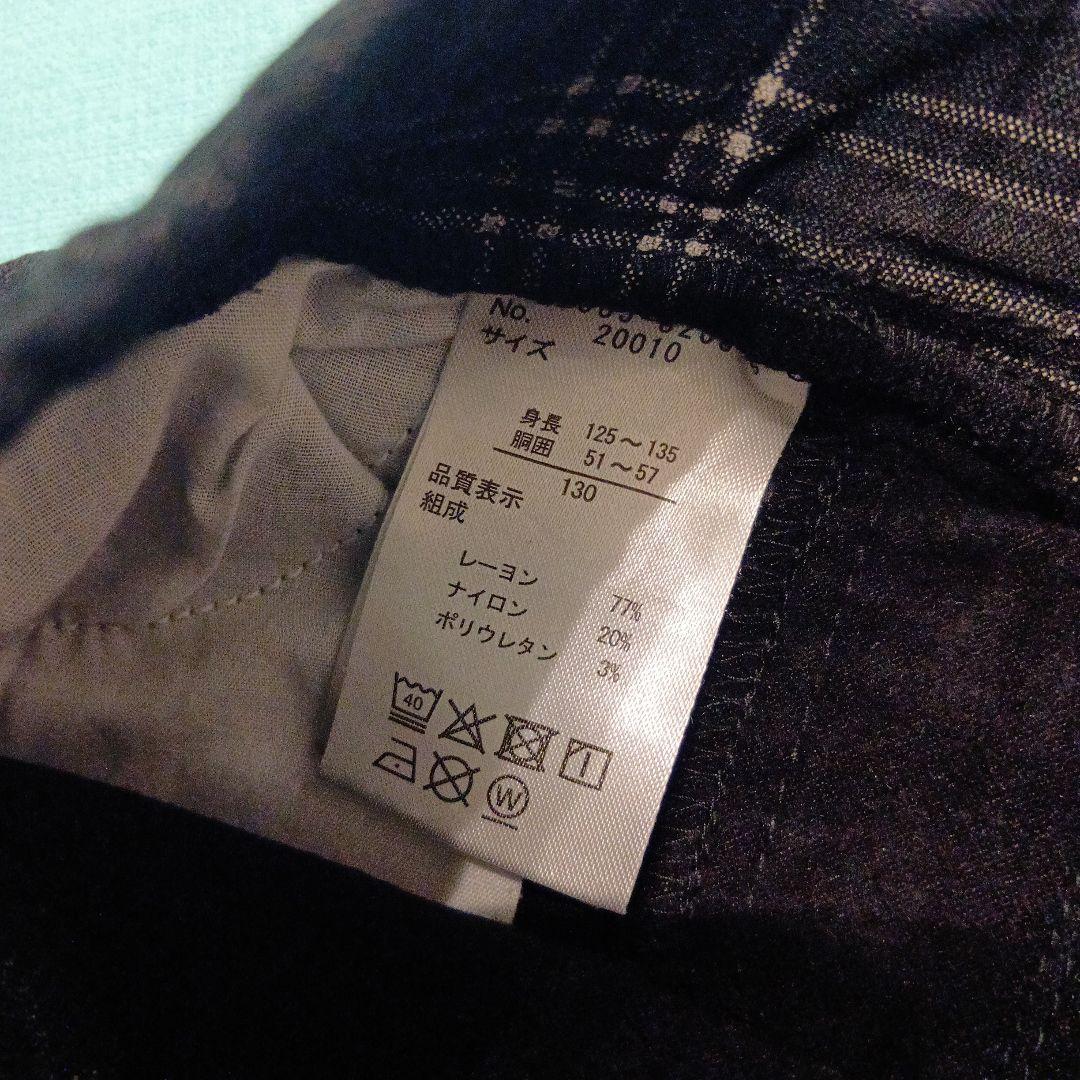 No.
サイズ 20010
身長 125～135
胴囲 51～57
130
品質表示
組成
レーヨン 77%
ナイロン 20%
ポリウレタン 3%
40
W